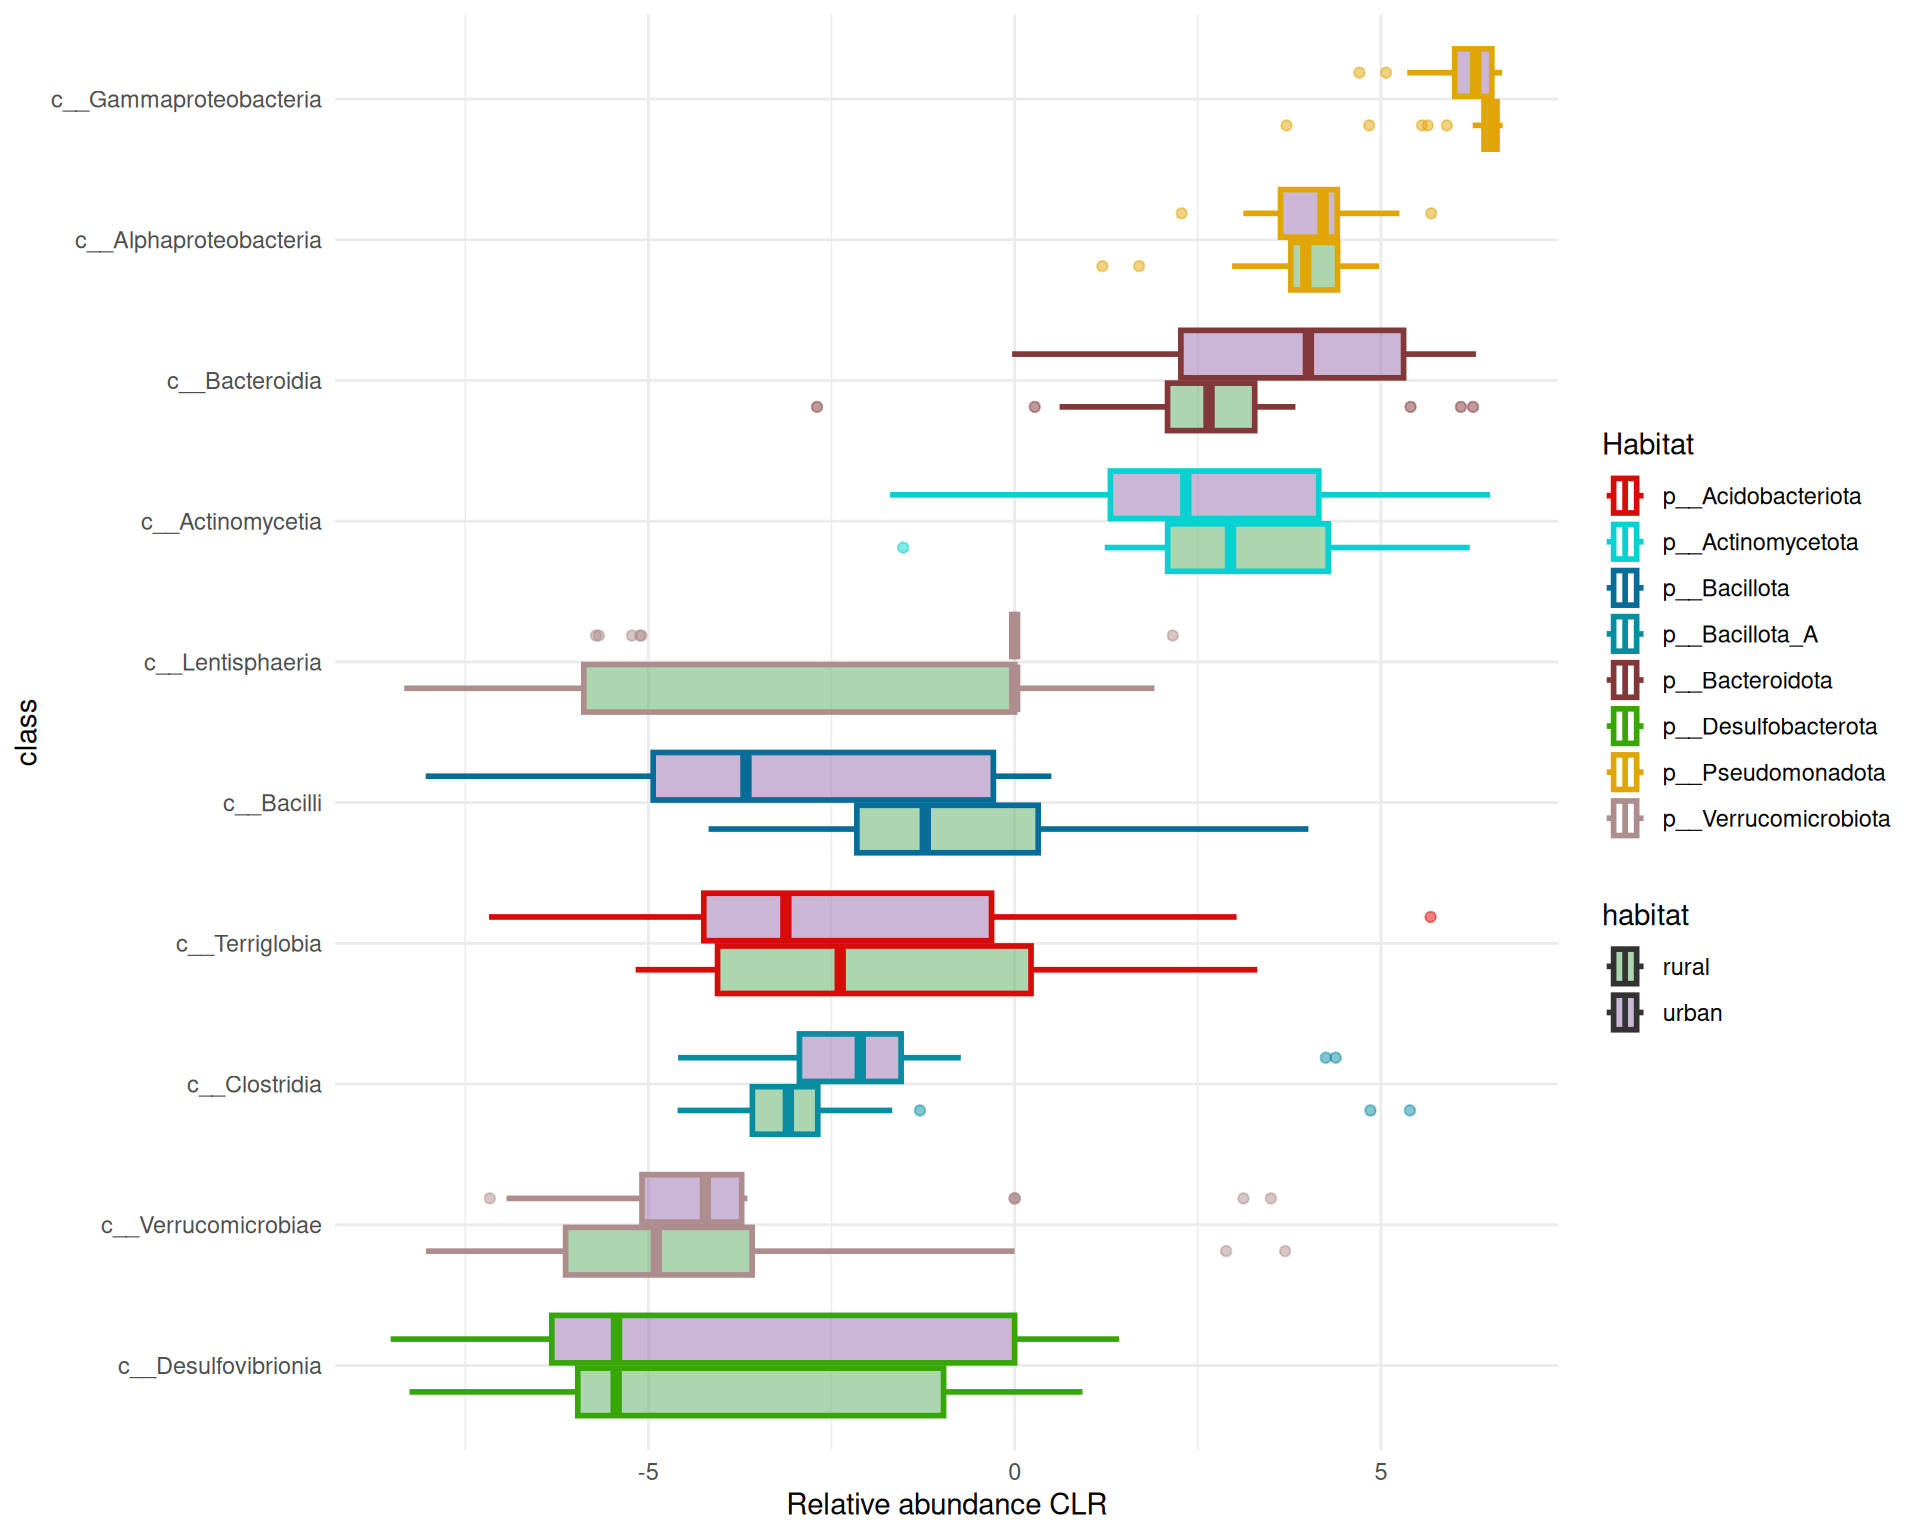 c__Gammaproteobacteria
c__Alphaproteobacteria
c__Bacteroidia
c__Actinomycetia
c__Lentisphaeria
c__Bacilli
c__Terriglobia
c__Clostridia
c__Verrucomicrobiae
c__Desulfovibrionia
class
-5
0
5
Relative abundance CLR
Habitat
p__Acidobacteriota
p__Actinomycetota
p__Bacillota
p__Bacillota_A
p__Bacteroidota
p__Desulfobacterota
p__Pseudomonadota
p__Verrucomicrobiota
habitat
rural
urban